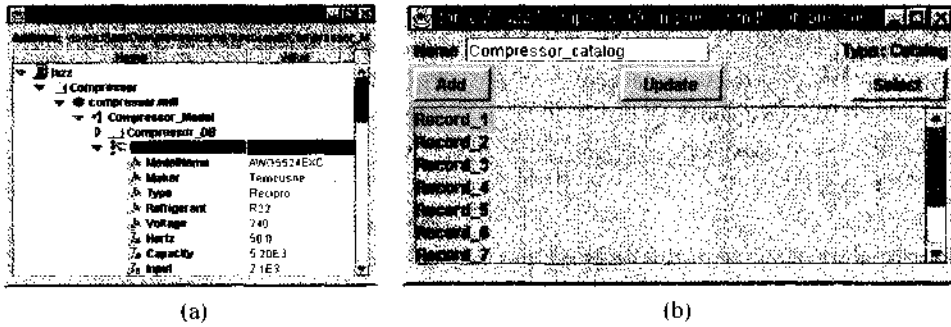 Name Value
jazz
Compressor
compressor.mdl
Compressor_Model
Compressor_DB
ModelName AWG5524EXC
Maker Tecumsne
Type Recipro
Refrigerant R22
Voltage 240
Hertz 50.0
Capacity 5.20E3
Input 2.1E3
(a)
Name Compressor_catalog Type : Catalog
Add Update Select
Record_1
Record_2
Record_3
Record_4
Record_5
Record_6
Record_7
(b)